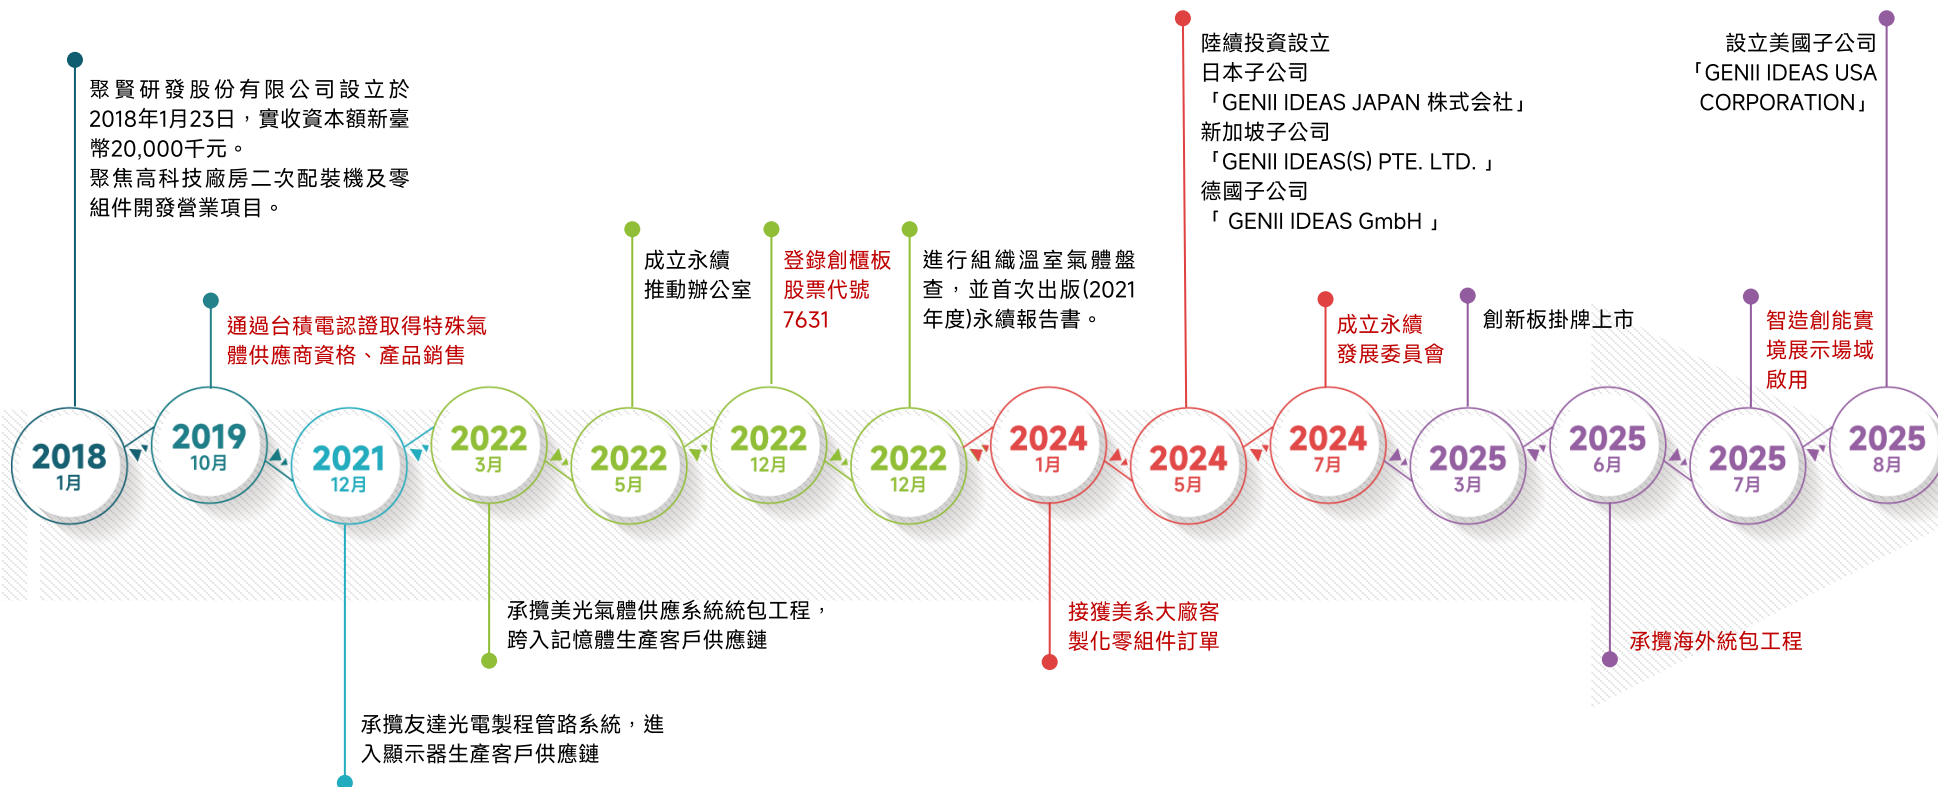 聚賢研發股份有限公司設立於
2018年1月23日，實收資本額新臺
幣20,000千元。
聚焦高科技廠房二次配裝機及零
組件開發營業項目。
2018
1月
通過台積電認證取得特殊氣
體供應商資格、產品銷售
2019
10月
2021
12月
承攬友達光電製程管路系統，進
入顯示器生產客戶供應鏈
2022
3月
承攬美光氣體供應系統統包工程，
跨入記憶體生產客戶供應鏈
成立永續
推動辦公室
2022
5月
登錄創櫃板
股票代號
7631
2022
12月
進行組織溫室氣體盤
查，並首次出版(2021
年度)永續報告書。
2022
12月
2024
1月
接獲美系大廠客
製化零組件訂單
陸續投資設立
日本子公司
「GENII IDEAS JAPAN 株式会社」
新加坡子公司
「GENII IDEAS(S) PTE. LTD. 」
德國子公司
「 GENII IDEAS GmbH 」
2024
5月
成立永續
發展委員會
2024
7月
創新板掛牌上市
2025
3月
2025
6月
承攬海外統包工程
智造創能實
境展示場域
啟用
2025
7月
設立美國子公司
「GENII IDEAS USA
CORPORATION」
2025
8月